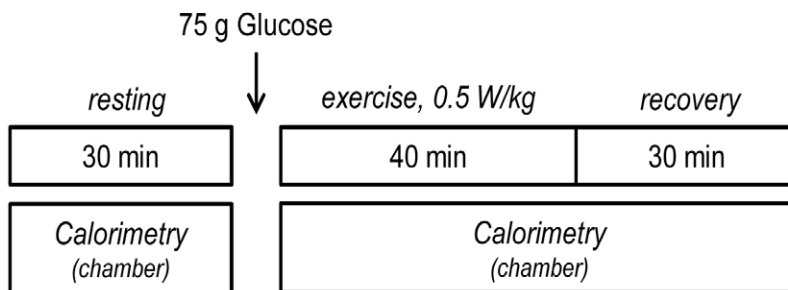 75 g Glucose
resting
exercise, 0.5 W/kg
recovery
30 min
40 min
30 min
Calorimetry
(chamber)
Calorimetry
(chamber)